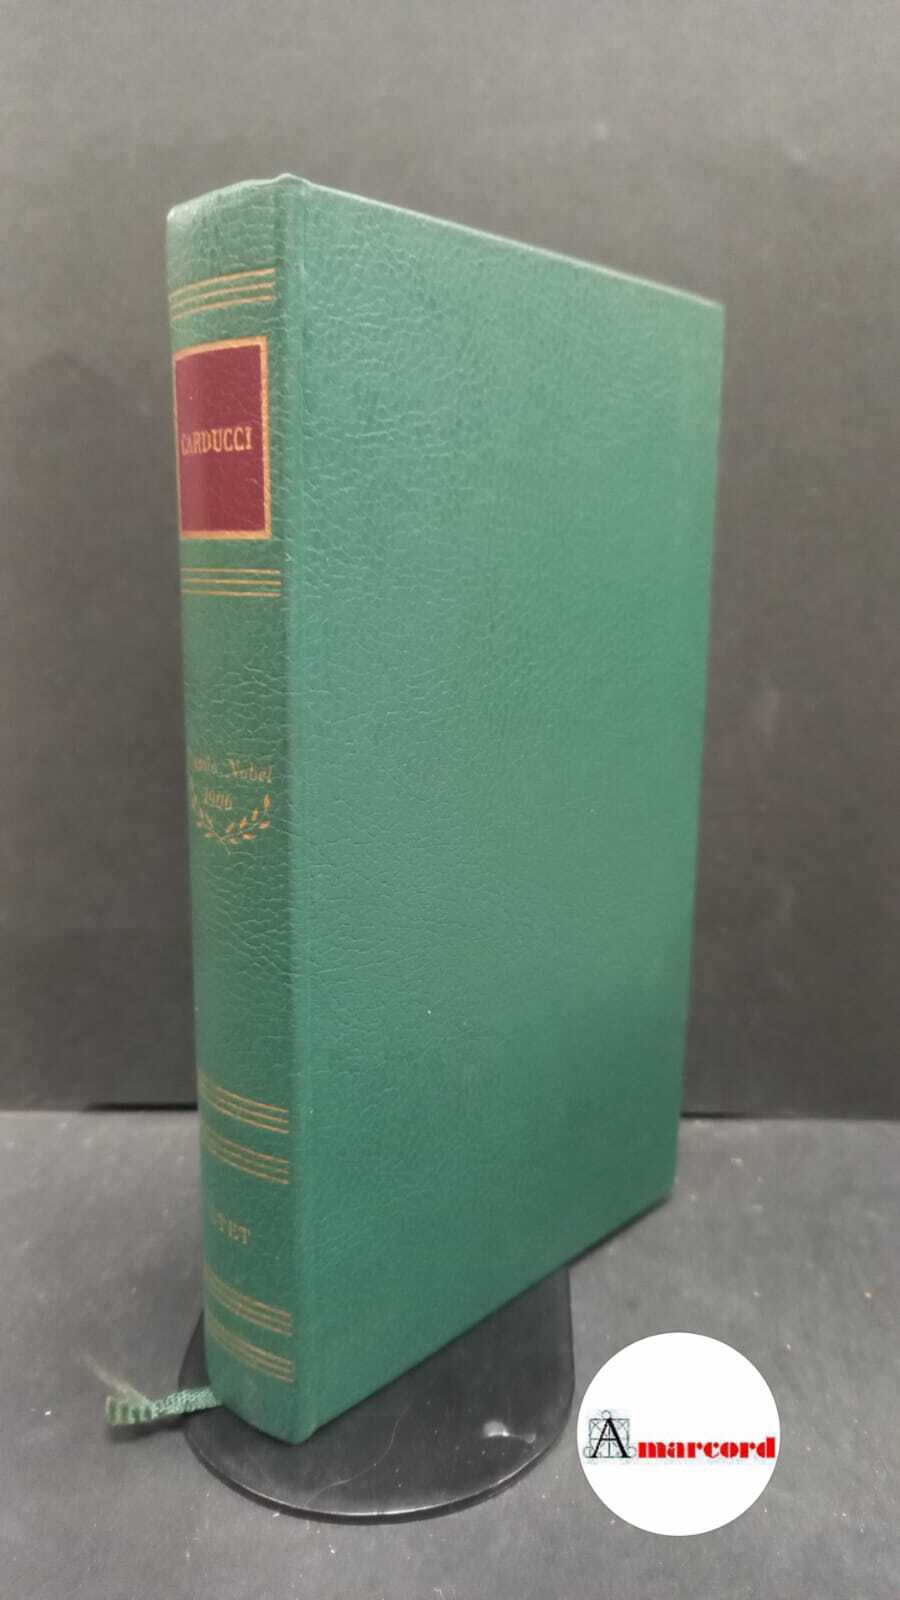 CARDUCCI
Nobel
1906
UTET
Amarcord